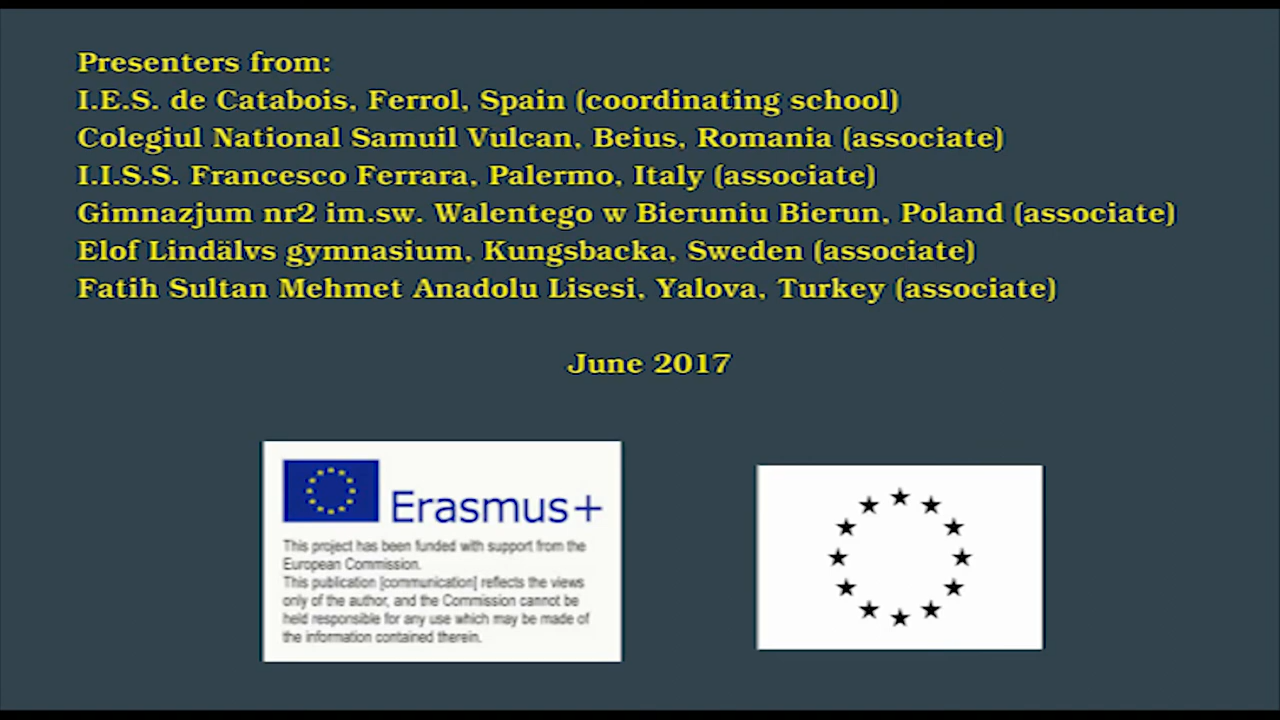 Presenters from:
I.E.S. de Catabois, Ferrol, Spain (coordinating school)
Colegiul National Samuil Vulcan, Beius, Romania (associate)
I.I.S.S. Francesco Ferrara, Palermo, Italy (associate)
Gimnazjum nr2 im.sw. Walentego w Bieruniu Bierun, Poland (associate)
Elof Lindälvs gymnasium, Kungsbacka, Sweden (associate)
Fatih Sultan Mehmet Anadolu Lisesi, Yalova, Turkey (associate)
June 2017
Erasmus+
This project has been funded with support from the
European Commission.
This publication [communication] reflects the views
only of the author, and the Commission cannot be
held responsible for any use which may be made of
the information contained therein.